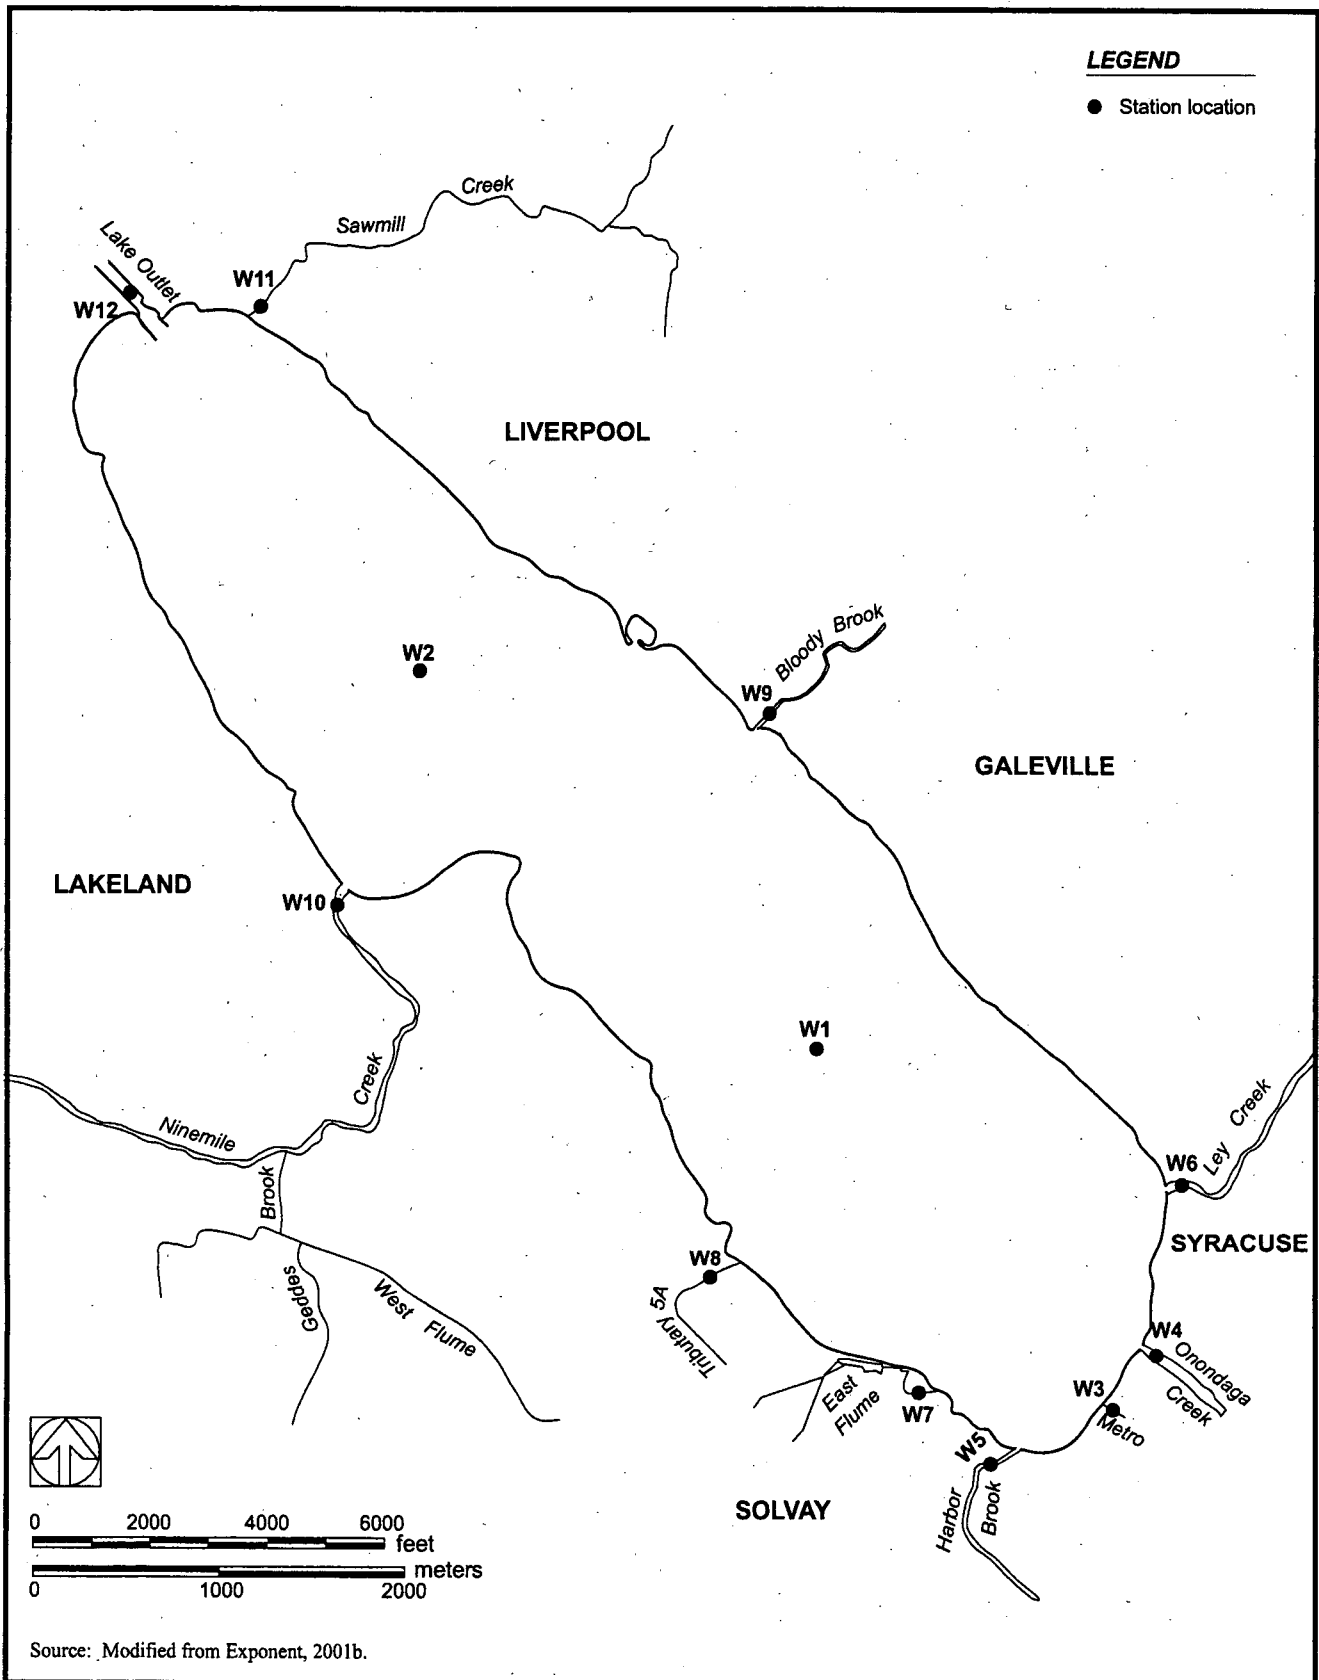 LEGEND
Station location
Creek
Sawmill
Lake Outlet
W11
W12
LIVERPOOL
Bloody Brook
W2
W9
GALEVILLE
LAKELAND
W10
W1
Creek
Ninemile
Ley Creek
W6
Brook
SYRACUSE
W8
Geddes
West Flume
Tributary 5A
W4
Onondaga
Creek
W3
Metro
East
Flume
W7
W5
Harbor
Brook
SOLVAY
0 2000 4000 6000
feet
meters
0 1000 2000
Source: Modified from Exponent, 2001b.